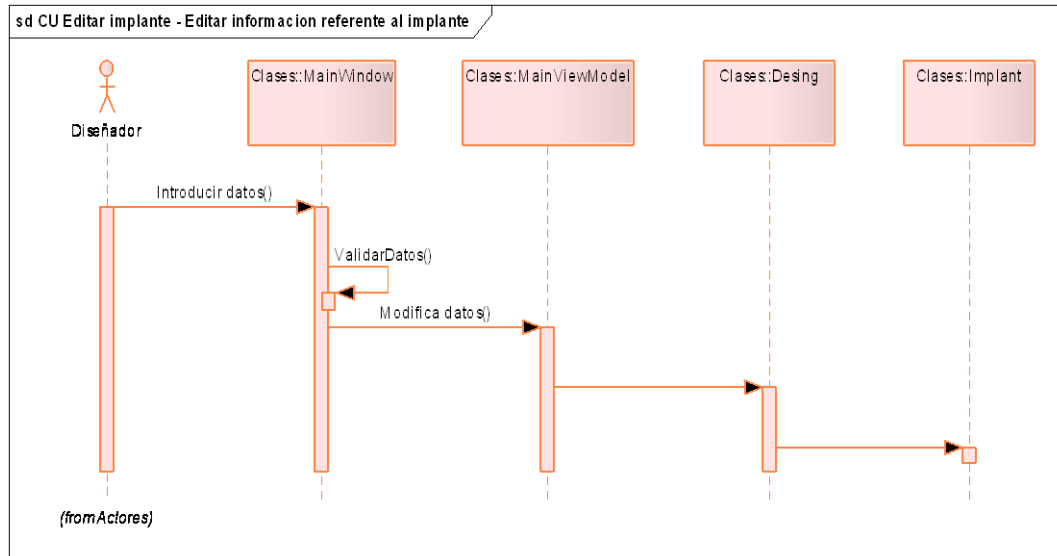 sd CU Editar implante - Editar informacion referente al implante
Clases::MainWindow
Clases::MainViewModel
Clases::Desing
Clases::Implant
Diseñador
Introducir datos()
ValidarDatos()
Modifica datos()
(fromActores)